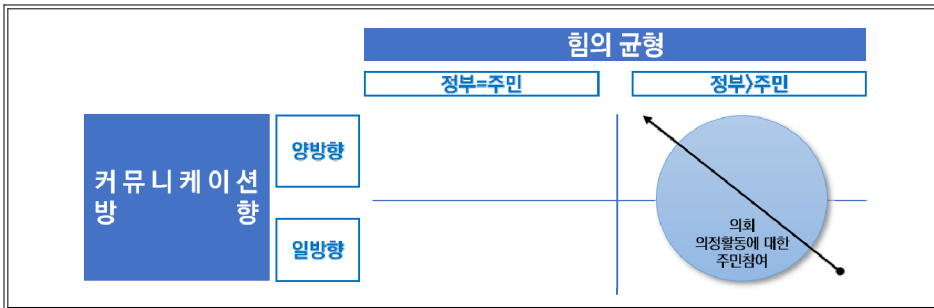 힘의 균형
정부=주민
정부>주민
커뮤니케이션
방향
양방향
일방향
의회
의정활동에 대한
주민참여